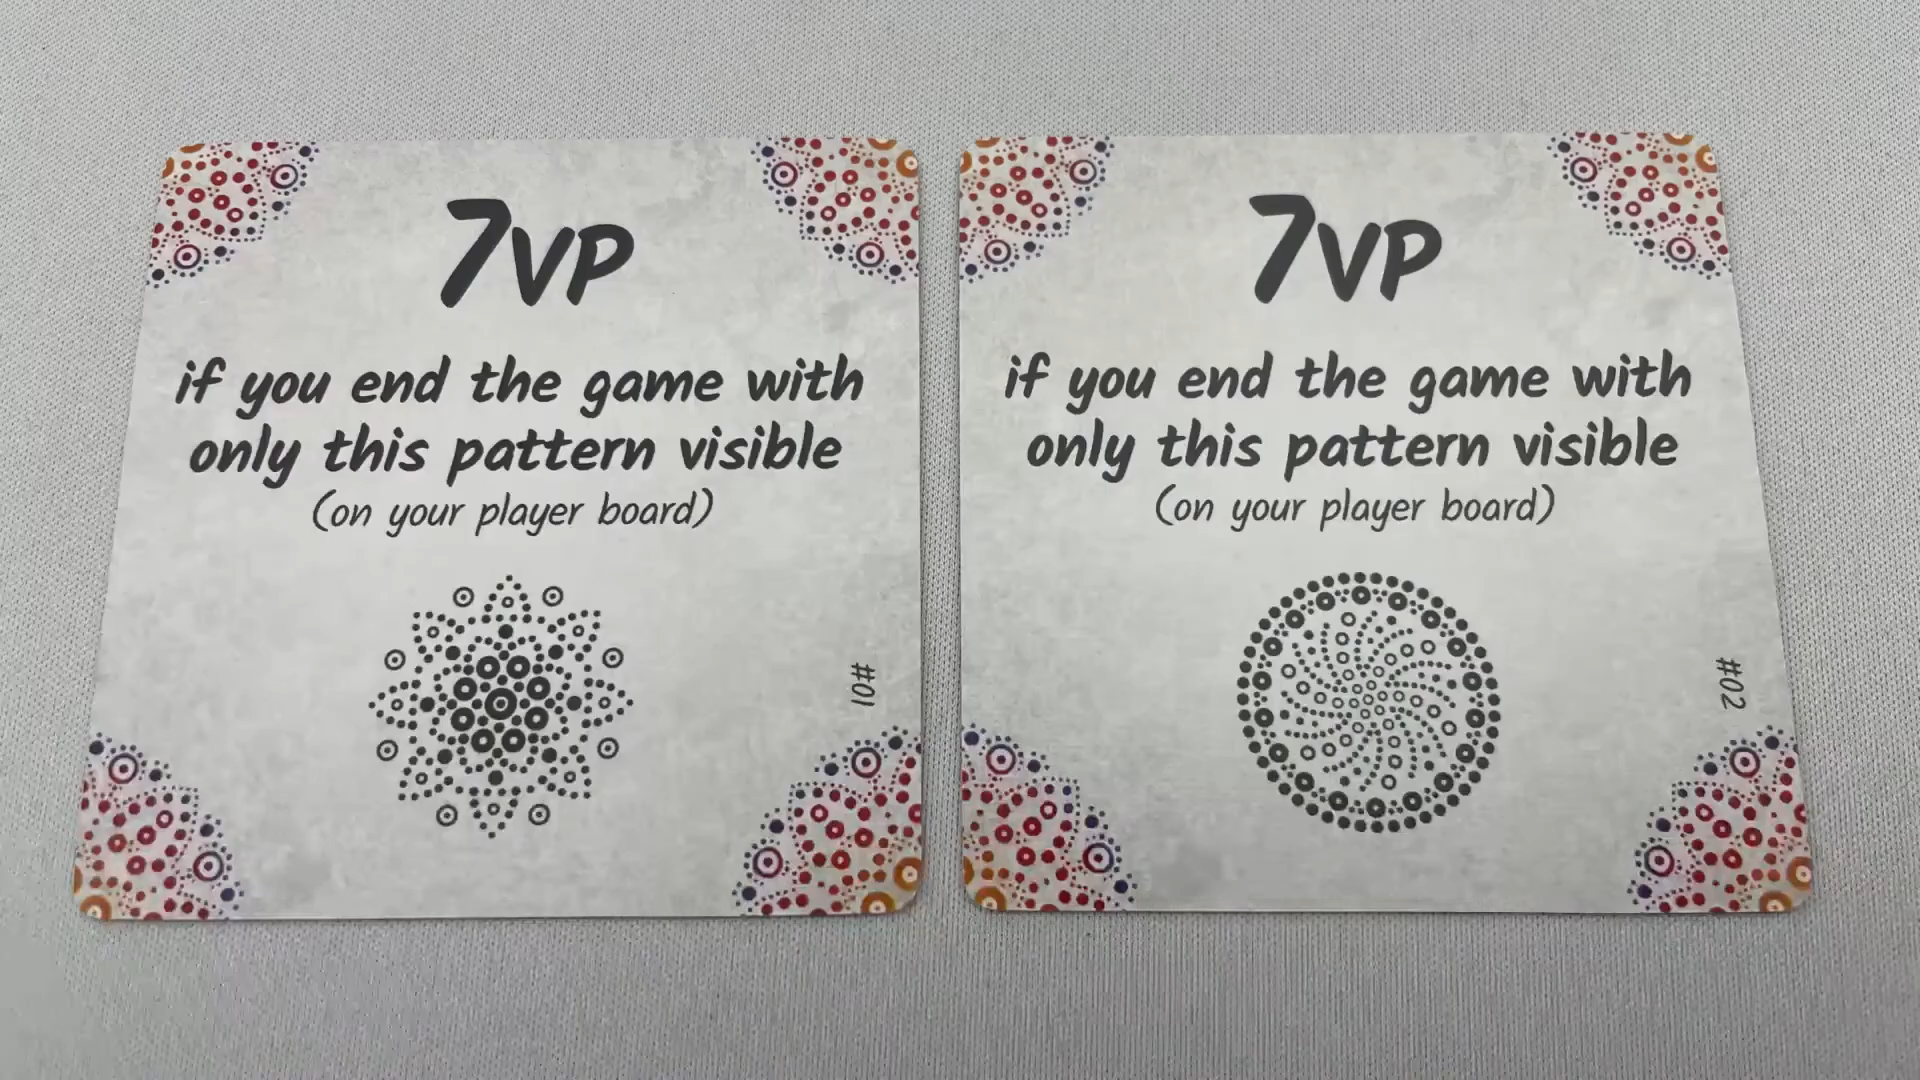 7VP
if you end the game with
only this pattern visible
(on your player board)
#01
7VP
if you end the game with
only this pattern visible
(on your player board)
#02